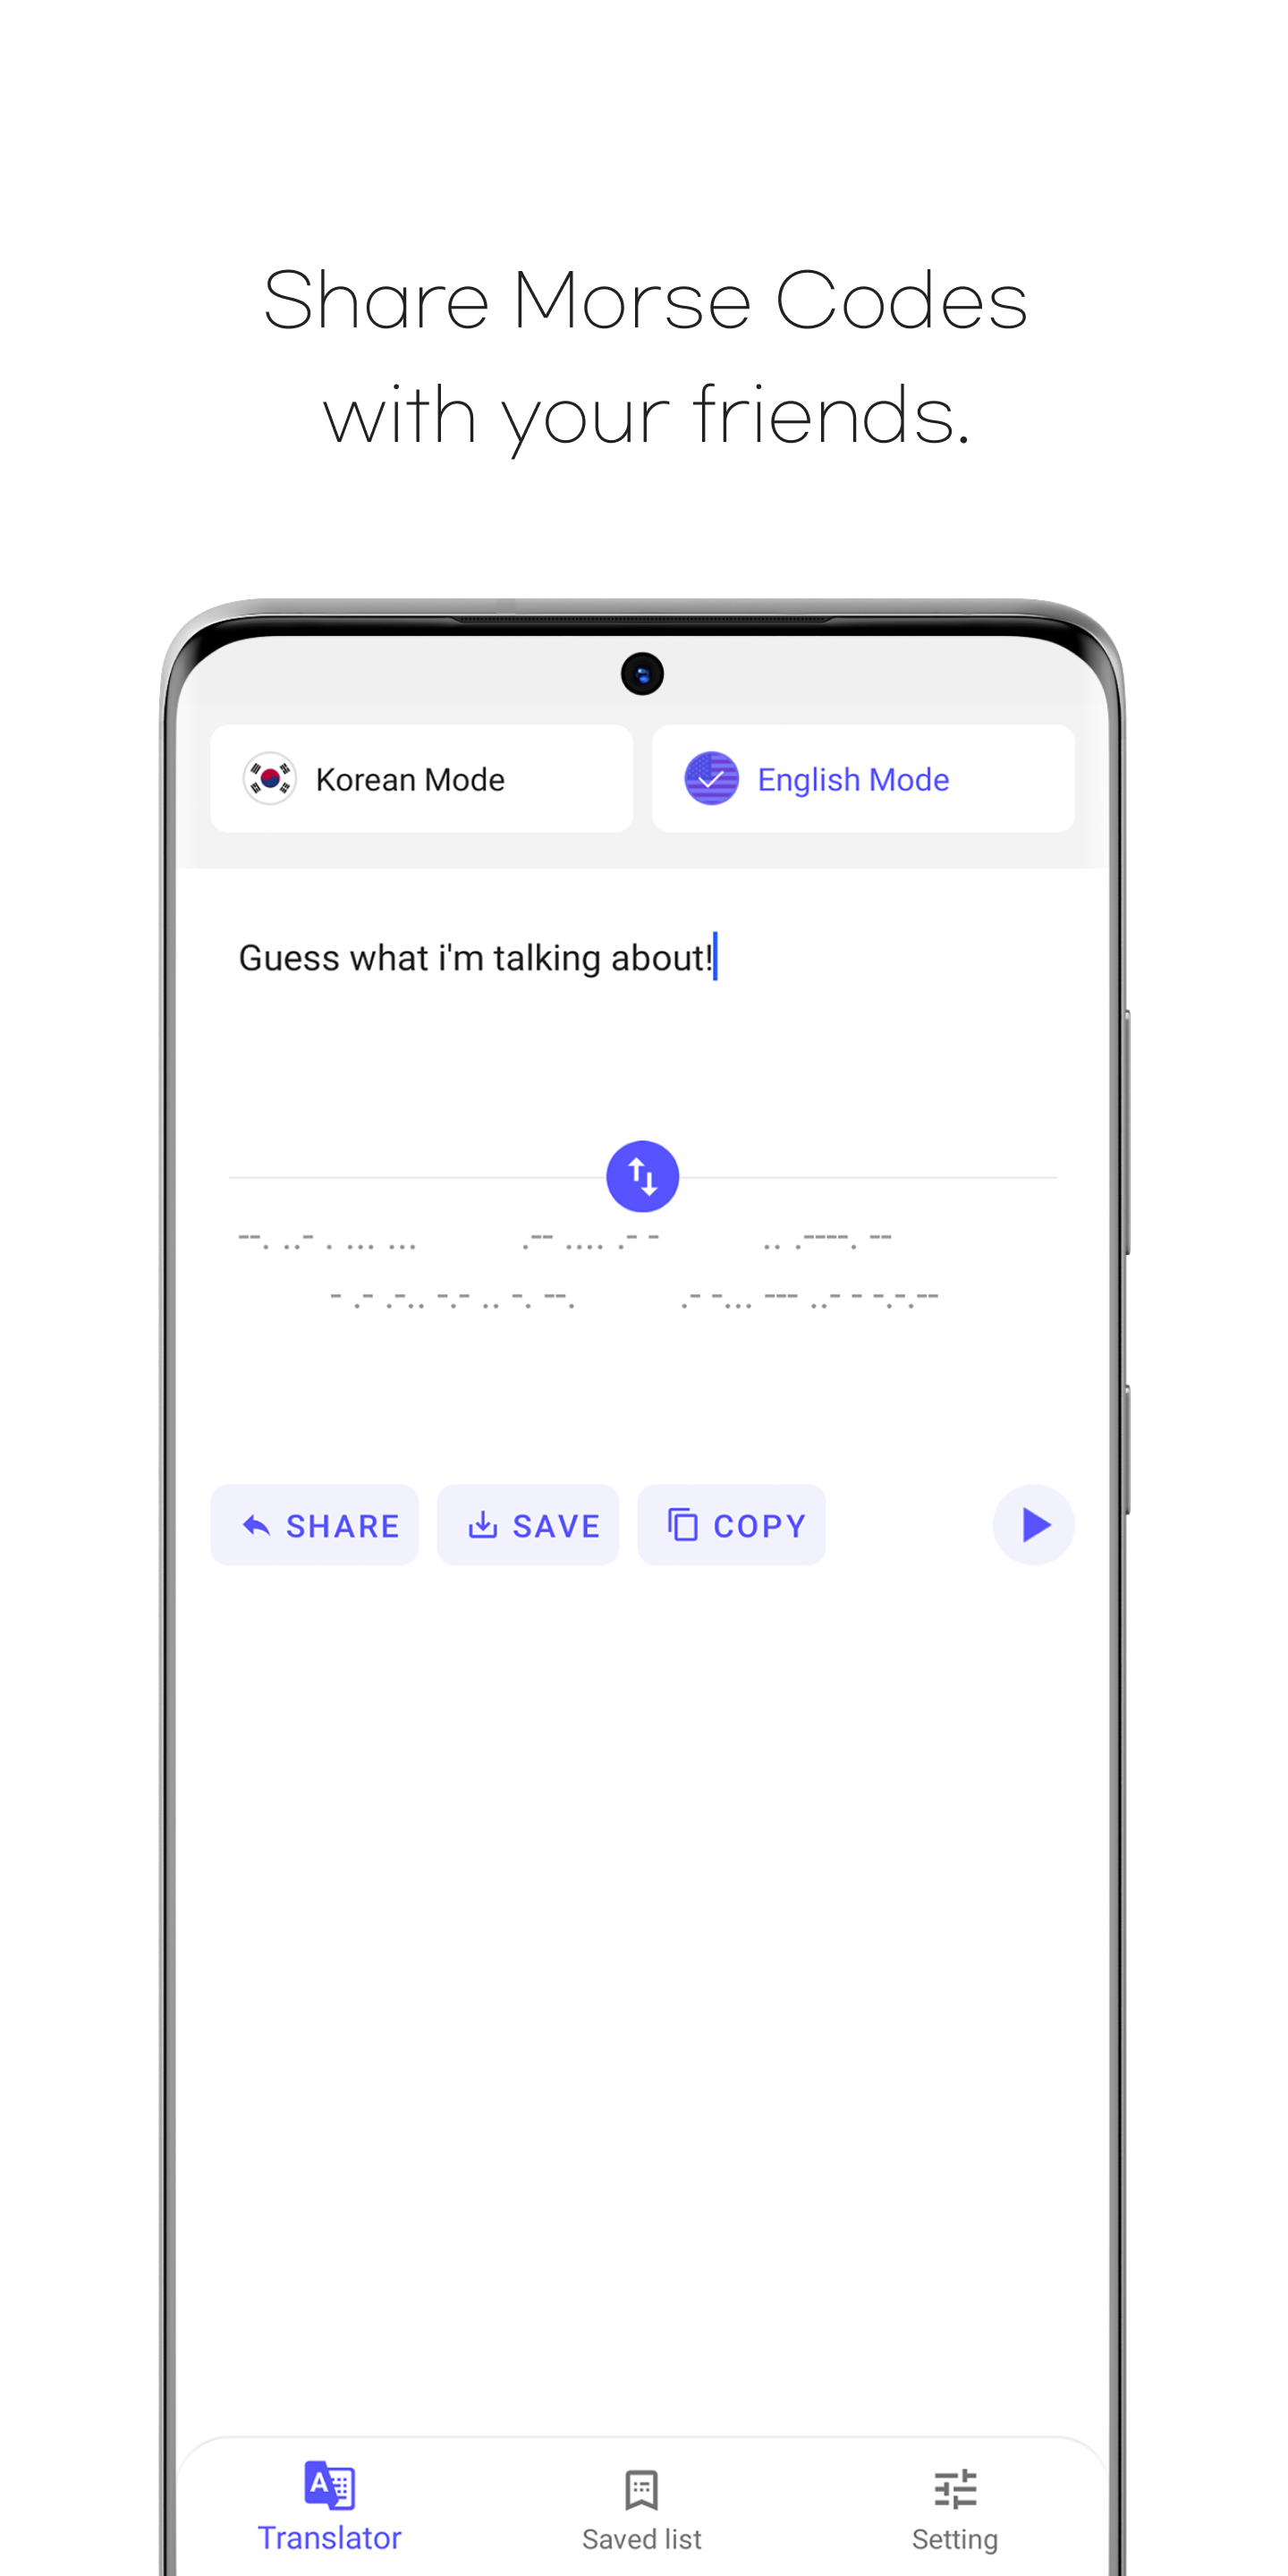 Share Morse Codes
with your friends.
Korean Mode
English Mode
Guess what i'm talking about!
--. ..- . ... ... .-- .... .- - .. .----. --
- .- .-.. -.- .. -. --. .- -... --- ..- - -.-.--
SHARE
SAVE
COPY
A
Translator
Saved list
Setting